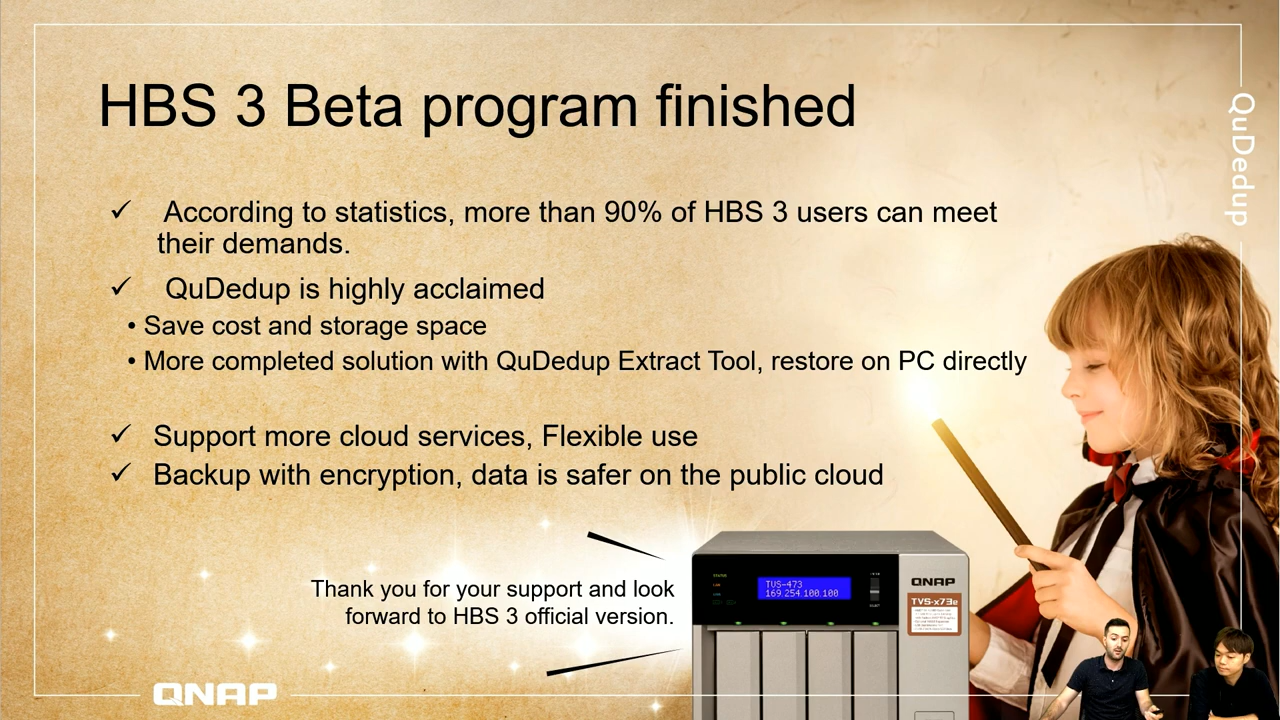 HBS 3 Beta program finished
QuDedup
✓ According to statistics, more than 90% of HBS 3 users can meet
their demands.
✓ QuDedup is highly acclaimed
• Save cost and storage space
• More completed solution with QuDedup Extract Tool, restore on PC directly
✓ Support more cloud services, Flexible use
✓ Backup with encryption, data is safer on the public cloud
Thank you for your support and look
forward to HBS 3 official version.
STATUS
TVS-473
169.254.100.100
QNAP
TVS-x73e
QNAP